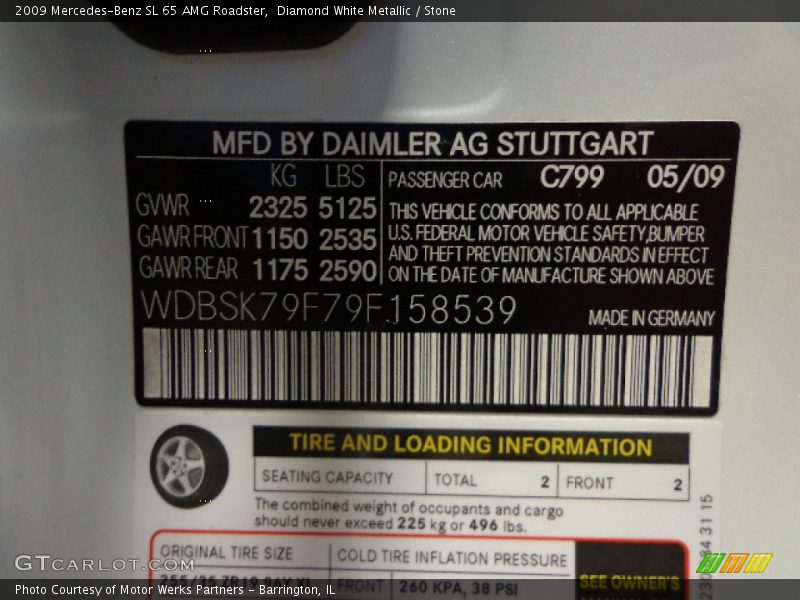 2009 Mercedes-Benz SL 65 AMG Roadster, Diamond White Metallic / Stone
MFD BY DAIMLER AG STUTTGART
KG LBS
GVWR 2325 5125
GAWR FRONT 1150 2535
GAWR REAR 1175 2590
PASSENGER CAR C799 05/09
THIS VEHICLE CONFORMS TO ALL APPLICABLE
U.S. FEDERAL MOTOR VEHICLE SAFETY,BUMPER
AND THEFT PREVENTION STANDARDS IN EFFECT
ON THE DATE OF MANUFACTURE SHOWN ABOVE
WDBSK79F79F158539
MADE IN GERMANY
TIRE AND LOADING INFORMATION
SEATING CAPACITY TOTAL 2 FRONT 2
The combined weight of occupants and cargo
should never exceed 225 kg or 496 lbs.
ORIGINAL TIRE SIZE COLD TIRE INFLATION PRESSURE
FRONT 260 KPA, 38 PSI
SEE OWNER'S
84 31 15
GTCARLOT.COM
Photo Courtesy of Motor Werks Partners - Barrington, IL